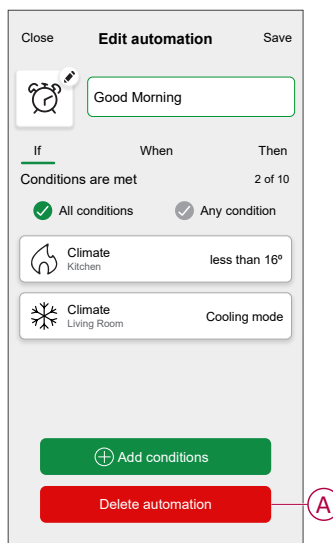 Close Edit automation Save
Good Morning
If When Then
Conditions are met 2 of 10
All conditions Any condition
Climate
Kitchen
less than 16º
Climate
Living Room
Cooling mode
Add conditions
Delete automation
A